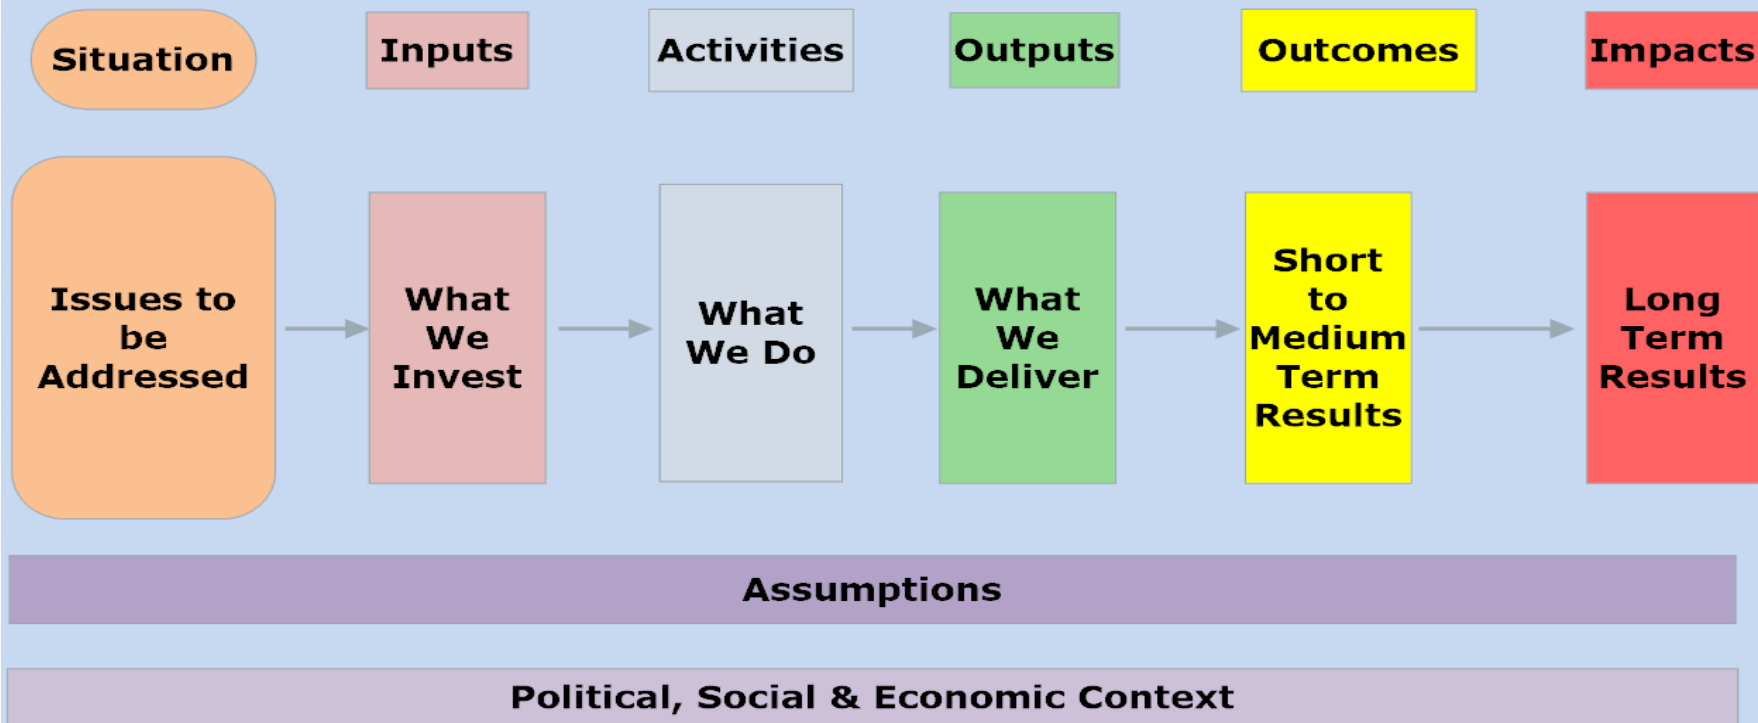 Situation
Inputs
Activities
Outputs
Outcomes
Impacts
Issues to
be
Addressed
What
We
Invest
What
We Do
What
We
Deliver
Short
to
Medium
Term
Results
Long
Term
Results
Assumptions
Political, Social & Economic Context